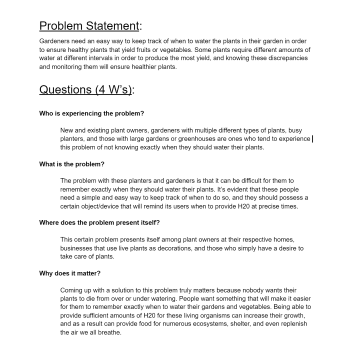 Problem Statement:
Gardeners need an easy way to keep track of when to water the plants in their garden in order
to ensure healthy plants that yield fruits or vegetables. Some plants require different amounts of
water at different intervals in order to produce the most yield, and knowing these discrepancies
and monitoring them will ensure healthier plants.
Questions (4 W's):
Who is experiencing the problem?
New and existing plant owners, gardeners with multiple different types of plants, busy
planters, and those with large gardens or greenhouses are ones who tend to experience
this problem of not knowing exactly when they should water their plants.
What is the problem?
The problem with these planters and gardeners is that it can be difficult for them to
remember exactly when they should water their plants. It's evident that these people
need a simple and easy way to keep track of when to do so, and they should possess a
certain object/device that will remind its users when to provide H20 at precise times.
Where does the problem present itself?
This certain problem presents itself among plant owners at their respective homes,
businesses that use live plants as decorations, and those who simply have a desire to
take care of plants.
Why does it matter?
Coming up with a solution to this problem truly matters because nobody wants their
plants to die from over or under watering. People want something that will make it easier
for them to remember exactly when to water their gardens and vegetables. Being able to
provide sufficient amounts of H20 for these living organisms can increase their growth,
and as a result can provide food for numerous ecosystems, shelter, and even replenish
the air we all breathe.